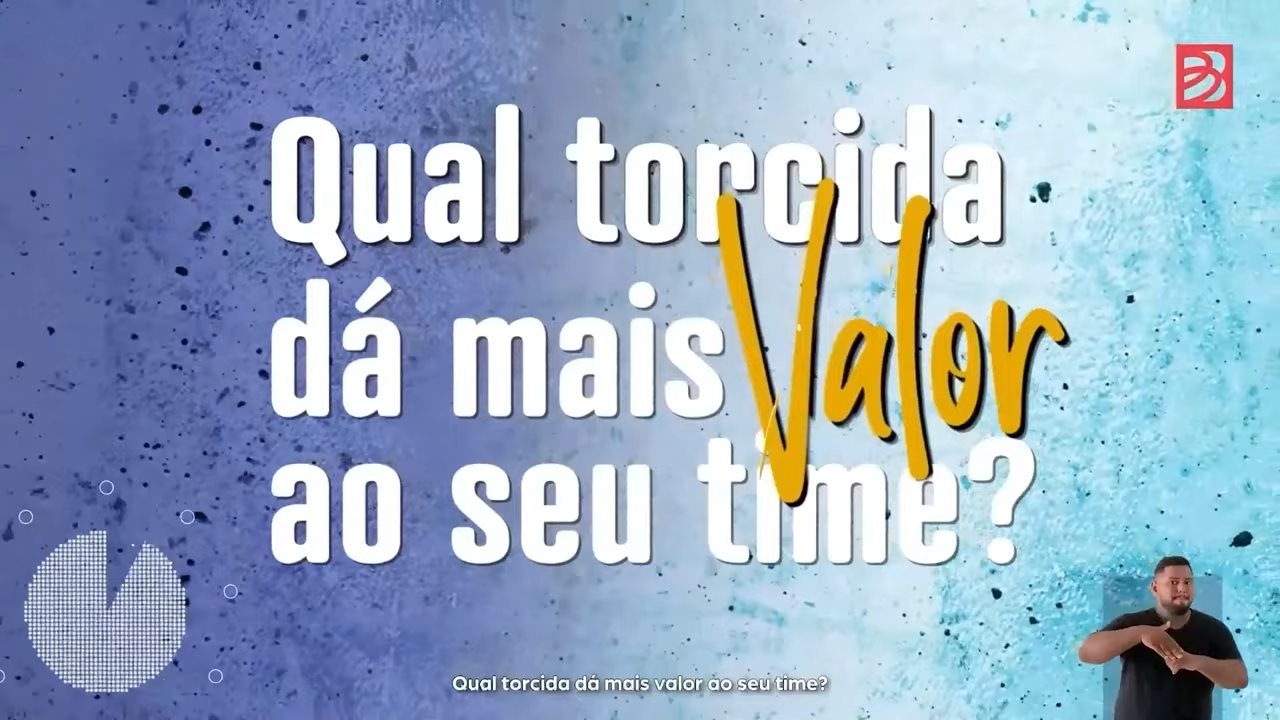 Qual torcida
dá mais Valor
ao seu time?
Qual torcida dá mais valor ao seu time?